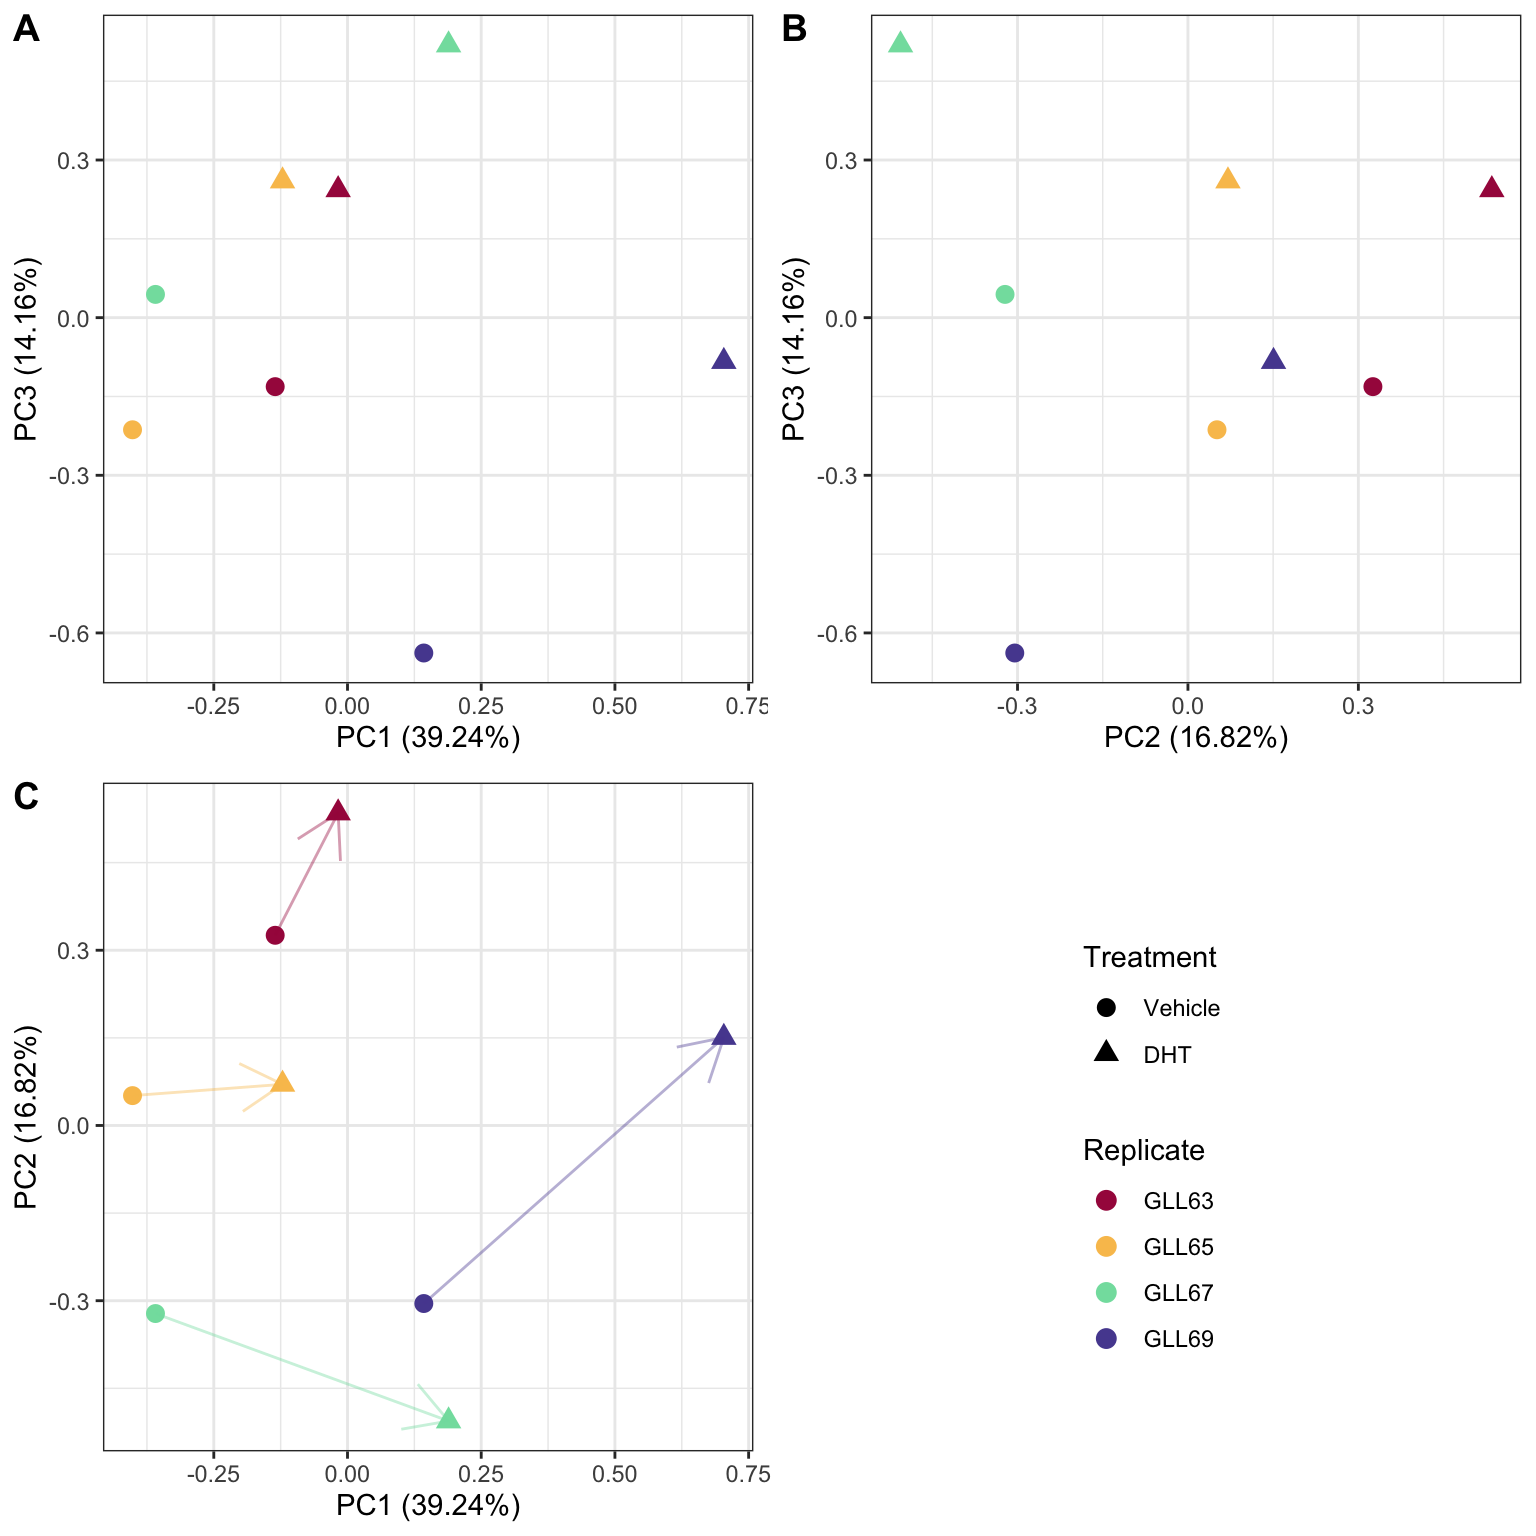 A
PC3 (14.16%)
0.3
0.0
-0.3
-0.6
-0.25 0.00 0.25 0.50 0.75
PC1 (39.24%)
B
PC3 (14.16%)
0.3
0.0
-0.3
-0.6
-0.3 0.0 0.3
PC2 (16.82%)
C
PC2 (16.82%)
0.3
0.0
-0.3
-0.25 0.00 0.25 0.50 0.75
PC1 (39.24%)
Treatment
Vehicle
DHT
Replicate
GLL63
GLL65
GLL67
GLL69